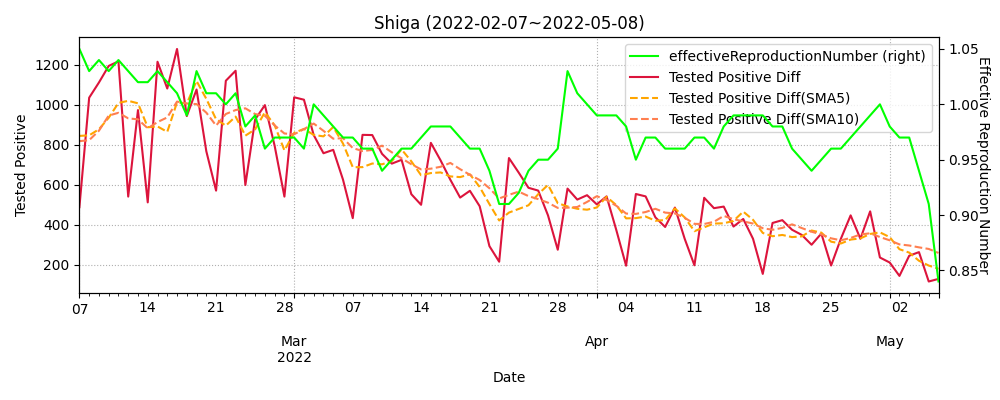 Shiga (2022-02-07~2022-05-08)
effectiveReproductionNumber (right)
Tested Positive Diff
Tested Positive Diff(SMA5)
Tested Positive Diff(SMA10)
Tested Positive
1200
1000
800
600
400
200
1.05
1.00
0.95
0.90
0.85
Effective Reproduction Number
07 14 21 28 07 14 21 28 04 11 18 25 02
Mar Apr May
2022
Date